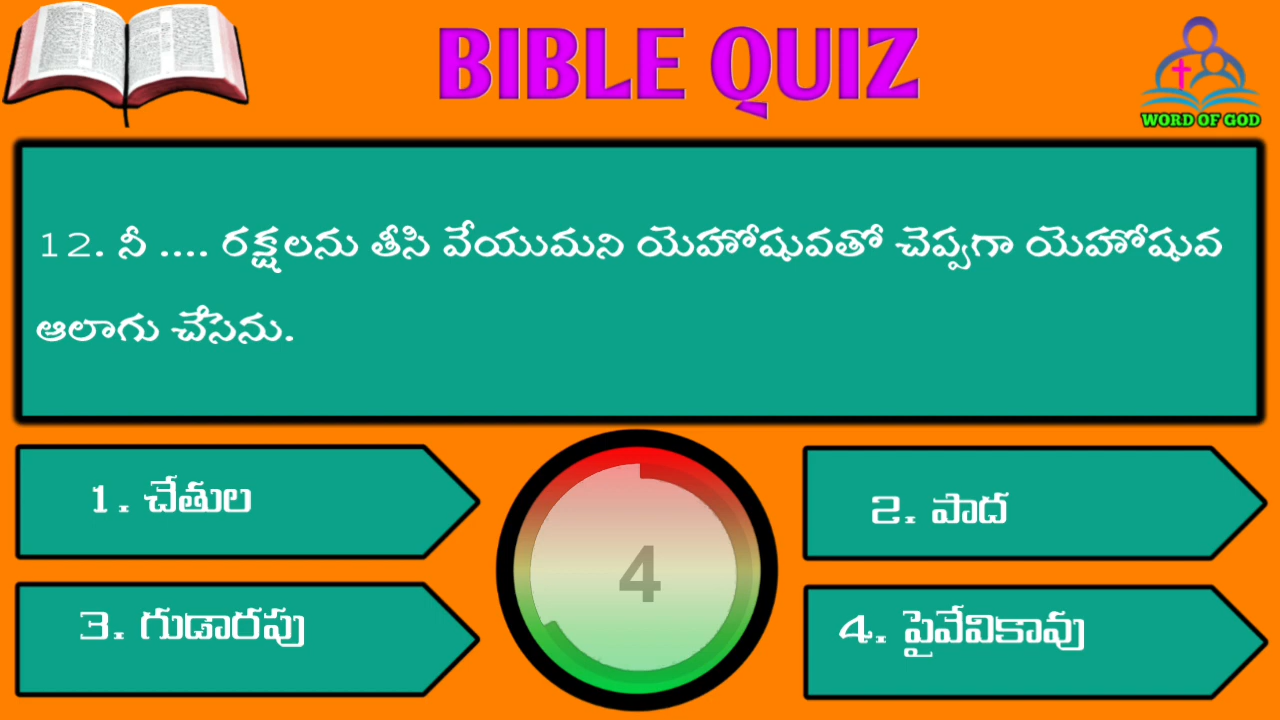 BIBLE QUIZ
WORD OF GOD
12. నీ .... రక్షలను తీసి వేయుమని యెహోషువతో చెప్పగా యెహోషువ
ఆలాగు చేసెను.
1. చేతుల
2. పాద
3. గుడారపు
4. పైవేవికావు
4